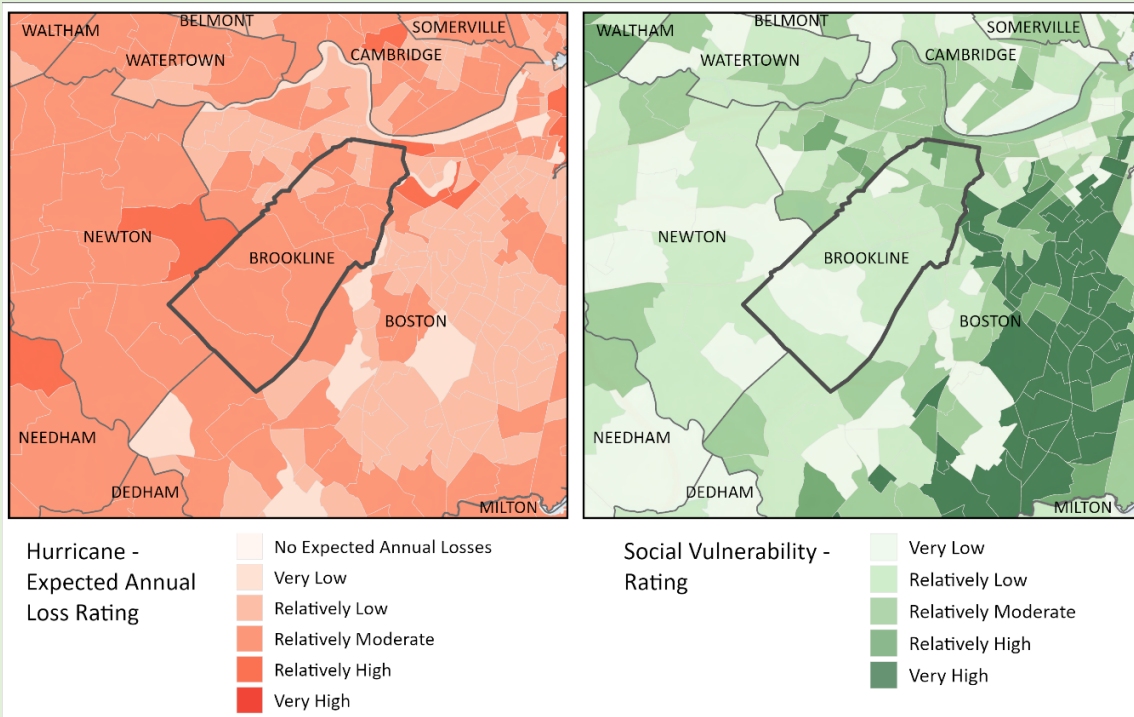 BELMONT
SOMERVILLE
WALTHAM
CAMBRIDGE
WATERTOWN
NEWTON
BROOKLINE
BOSTON
NEEDHAM
DEDHAM
MILTON
BELMONT
SOMERVILLE
WALTHAM
CAMBRIDGE
WATERTOWN
NEWTON
BROOKLINE
BOSTON
NEEDHAM
DEDHAM
MILTON
Hurricane -
Expected Annual
Loss Rating
No Expected Annual Losses
Very Low
Relatively Low
Relatively Moderate
Relatively High
Very High
Social Vulnerability -
Rating
Very Low
Relatively Low
Relatively Moderate
Relatively High
Very High